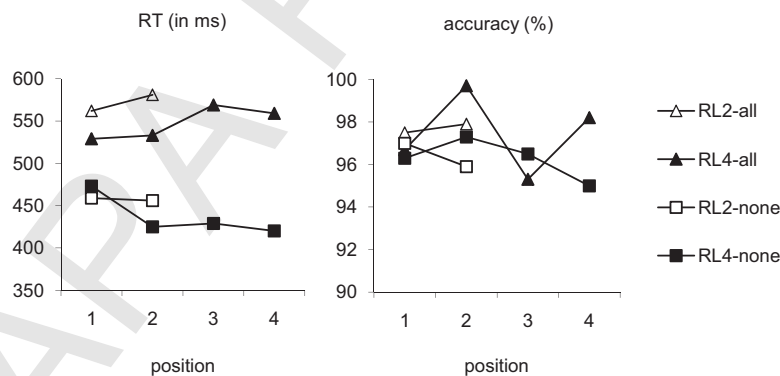 RT (in ms)
600
550
500
450
400
350
1 2 3 4
position
accuracy (%)
100
98
96
94
92
90
1 2 3 4
position
RL2-all
RL4-all
RL2-none
RL4-none
APA